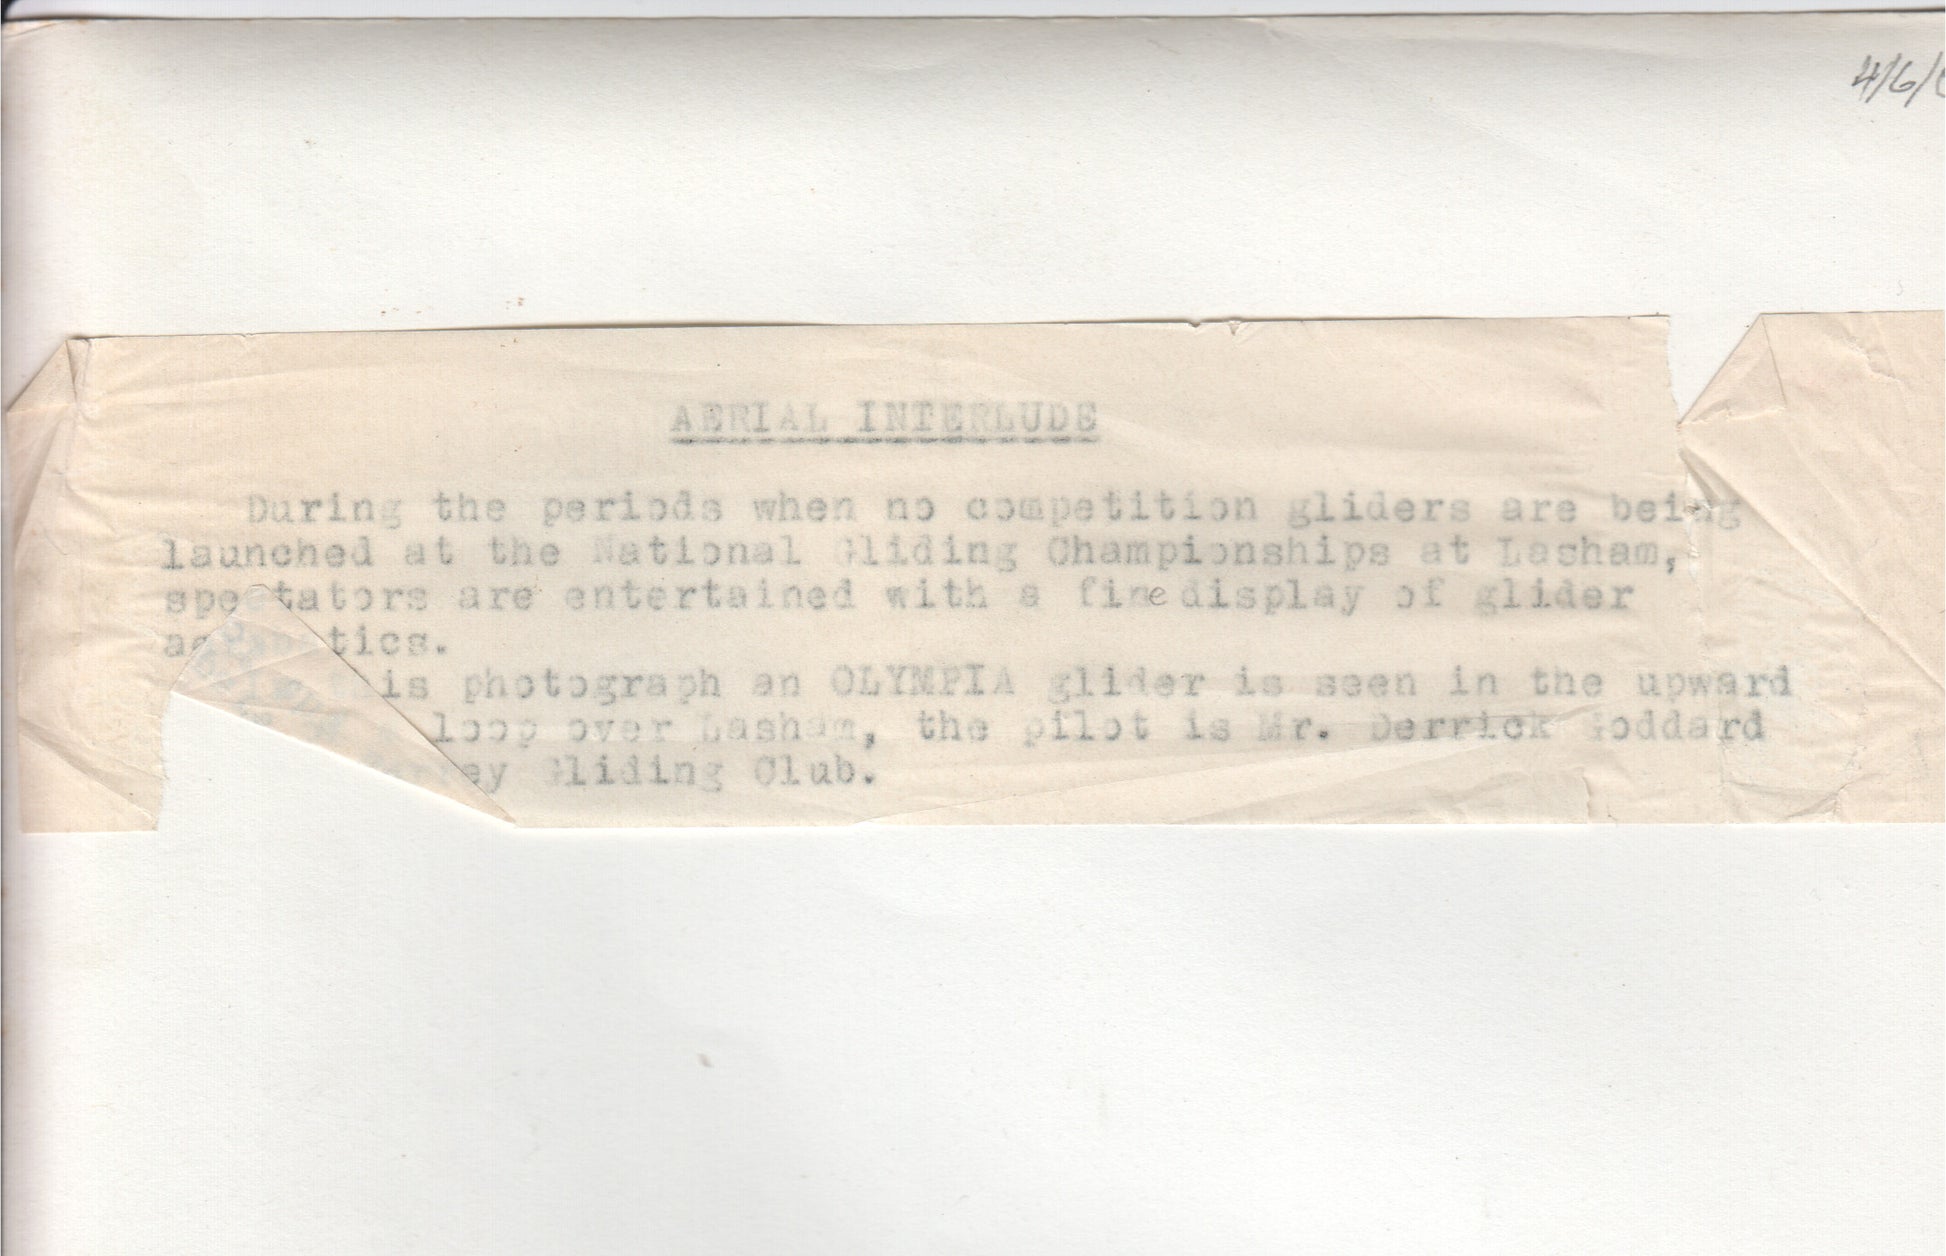 4/6/
AERIAL INTERLUDE
During the periods when no competition gliders are being
launched at the National Gliding Championships at Lasham,
spectators are entertained with a fine display of glider
tics.
is photograph an OLYMPIA glider is seen in the upward
loop over Lasham, the pilot is Mr. Derrick Goddard
ey Gliding Club.